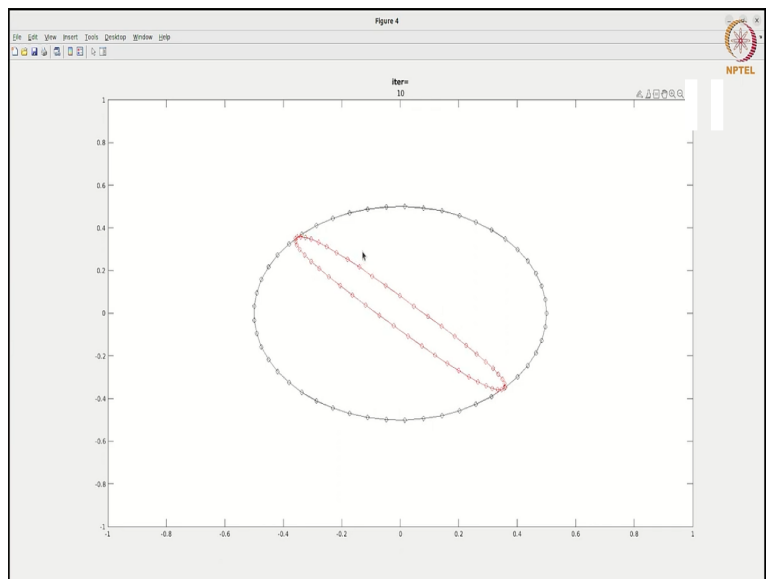 Figure 4
File Edit View Insert Tools Desktop Window Help
NPTEL
iter=
10
1
0.8
0.6
0.4
0.2
0
-0.2
-0.4
-0.6
-0.8
-1
-1 -0.8 -0.6 -0.4 -0.2 0 0.2 0.4 0.6 0.8 1